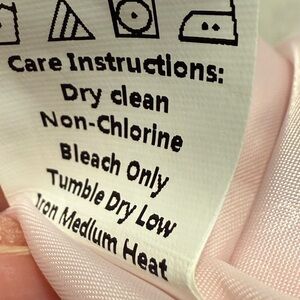 Care Instructions:
Dry clean
Non-Chlorine
Bleach Only
Tumble Dry Low
Iron Medium Heat